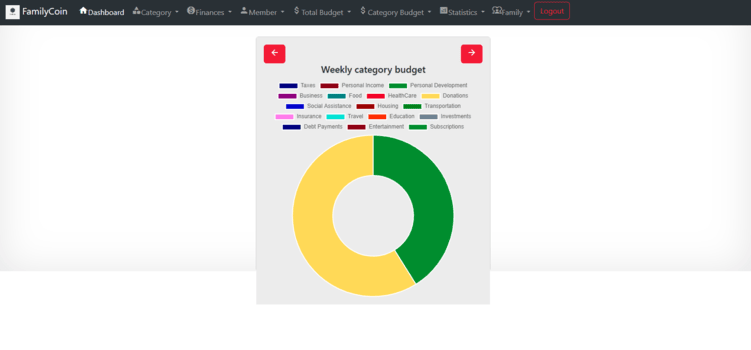 FamilyCoin Dashboard Category Finances Member Total Budget Category Budget Statistics Family Logout
Weekly category budget
Taxes Personal Income Personal Development
Business Food HealthCare Donations
Social Assistance Housing Transportation
Insurance Travel Education Investments
Debt Payments Entertainment Subscriptions